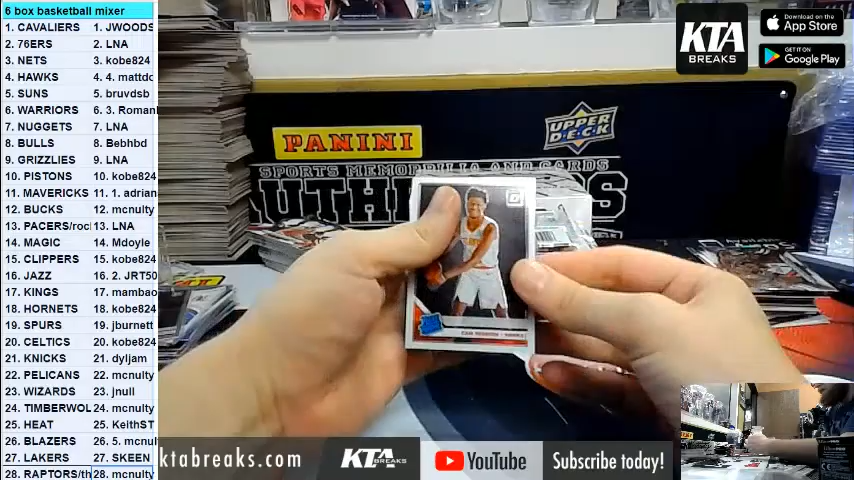 6 box basketball mixer
1. CAVALIERS 1. JWOODS
2. 76ERS 2. LNA
3. NETS 3. kobe824
4. HAWKS 4. 4. mattdc
5. SUNS 5. bruvdsb
6. WARRIORS 6. 3. Roman
7. NUGGETS 7. LNA
8. BULLS 8. Bebhbd
9. GRIZZLIES 9. LNA
10. PISTONS 10. kobe824
11. MAVERICKS 11. 1. adrian
12. BUCKS 12. mcnulty
13. PACERS/roc 13. LNA
14. MAGIC 14. Mdoyle
15. CLIPPERS 15. kobe824
16. JAZZ 16. 2. JRT50
17. KINGS 17. mambao
18. HORNETS 18. kobe824
19. SPURS 19. jburnett
20. CELTICS 20. kobe824
21. KNICKS 21. dyljam
22. PELICANS 22. mcnulty
23. WIZARDS 23. jnull
24. TIMBERWOL 24. mcnulty
25. HEAT 25. KeithST
26. BLAZERS 26. 5. mcnul
27. LAKERS 27. SKEEN
28. RAPTORS/th 28. mcnulty
KTA
BREAKS
Download on the
App Store
GET IT ON
Google Play
PANINI
UPPER
DECK
SPORTS MEMORABILIA AND CARDS
ktabreaks.com
KTA
BREAKS
YouTube
Subscribe today!